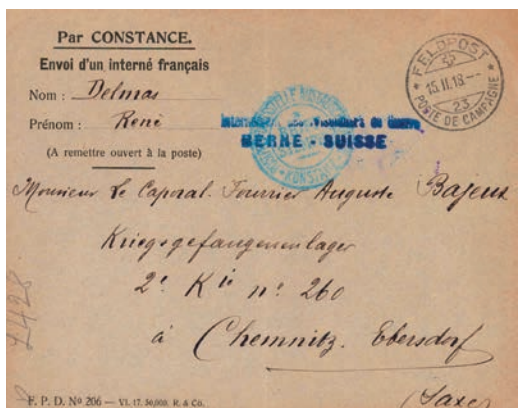 Par CONSTANCE.
Envoi d'un interné français
Nom : Delmas
Prénom : René
(A remettre ouvert à la poste)
FELDPOST
15. II. 18.--
23
POSTE DE CAMPAGNE
BERNE - SUISSE
KONSTANZ
Monsieur Le Caporal-Fourrier Auguste Bajeux
Kriegsgefangenenlager
2e Kie no 260
à Chemnitz. Ebersdorf
(Saxe)
2428
F. P. D. No 206 — VI. 17. 50,000. R. & Co.